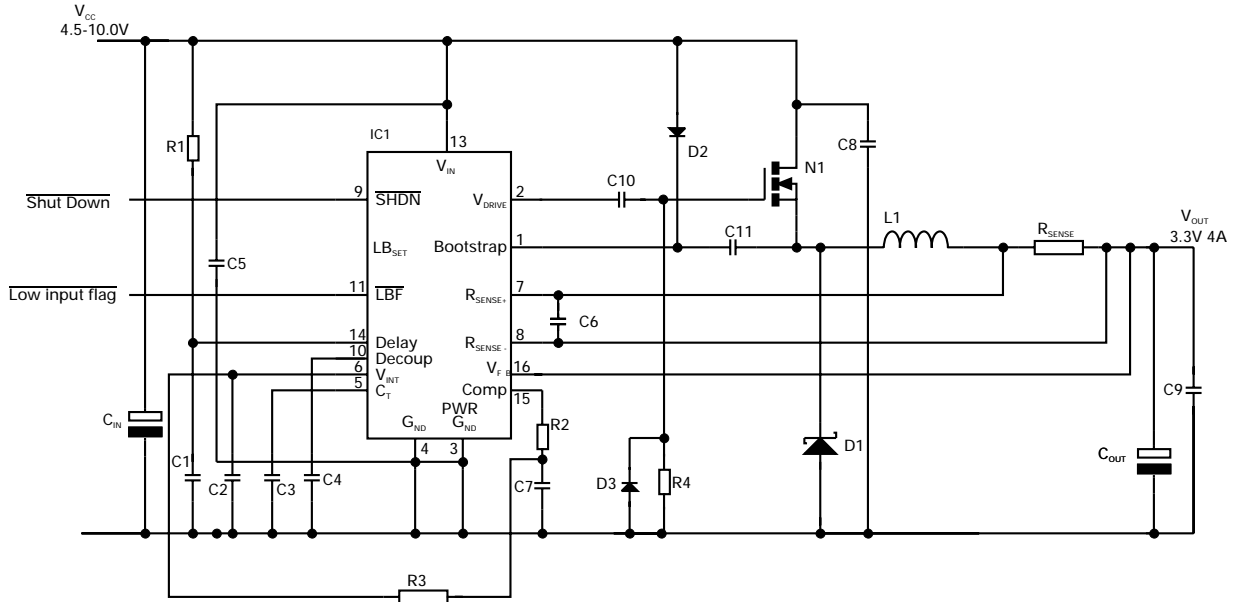 VCC
4.5-10.0V
IC1
13
VIN
R1
D2
N1
C8
Shut Down
9
SHDN
VDRIVE
2
C10
LBSET
Bootstrap
1
C11
L1
RSENSE
VOUT
3.3V 4A
C5
Low input flag
11
LBF
RSENSE+
7
C6
14
Delay
RSENSE-
8
10
Decoup
6
VINT
VFB
16
5
CT
Comp
15
C9
PWR
GND
GND
R2
CIN
4
3
D1
COUT
C1
C2
C3
C4
C7
D3
R4
R3